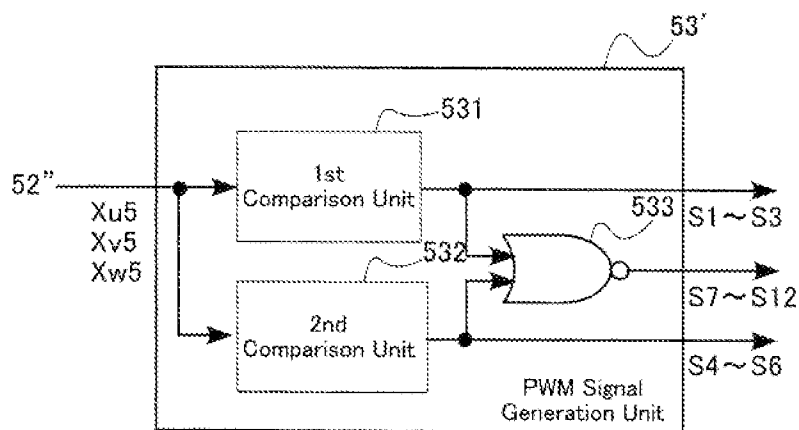 53'
531
1st
Comparison Unit
52"
Xu5
Xv5
Xw5
S1～S3
533
532
S7～S12
2nd
Comparison Unit
S4～S6
PWM Signal
Generation Unit